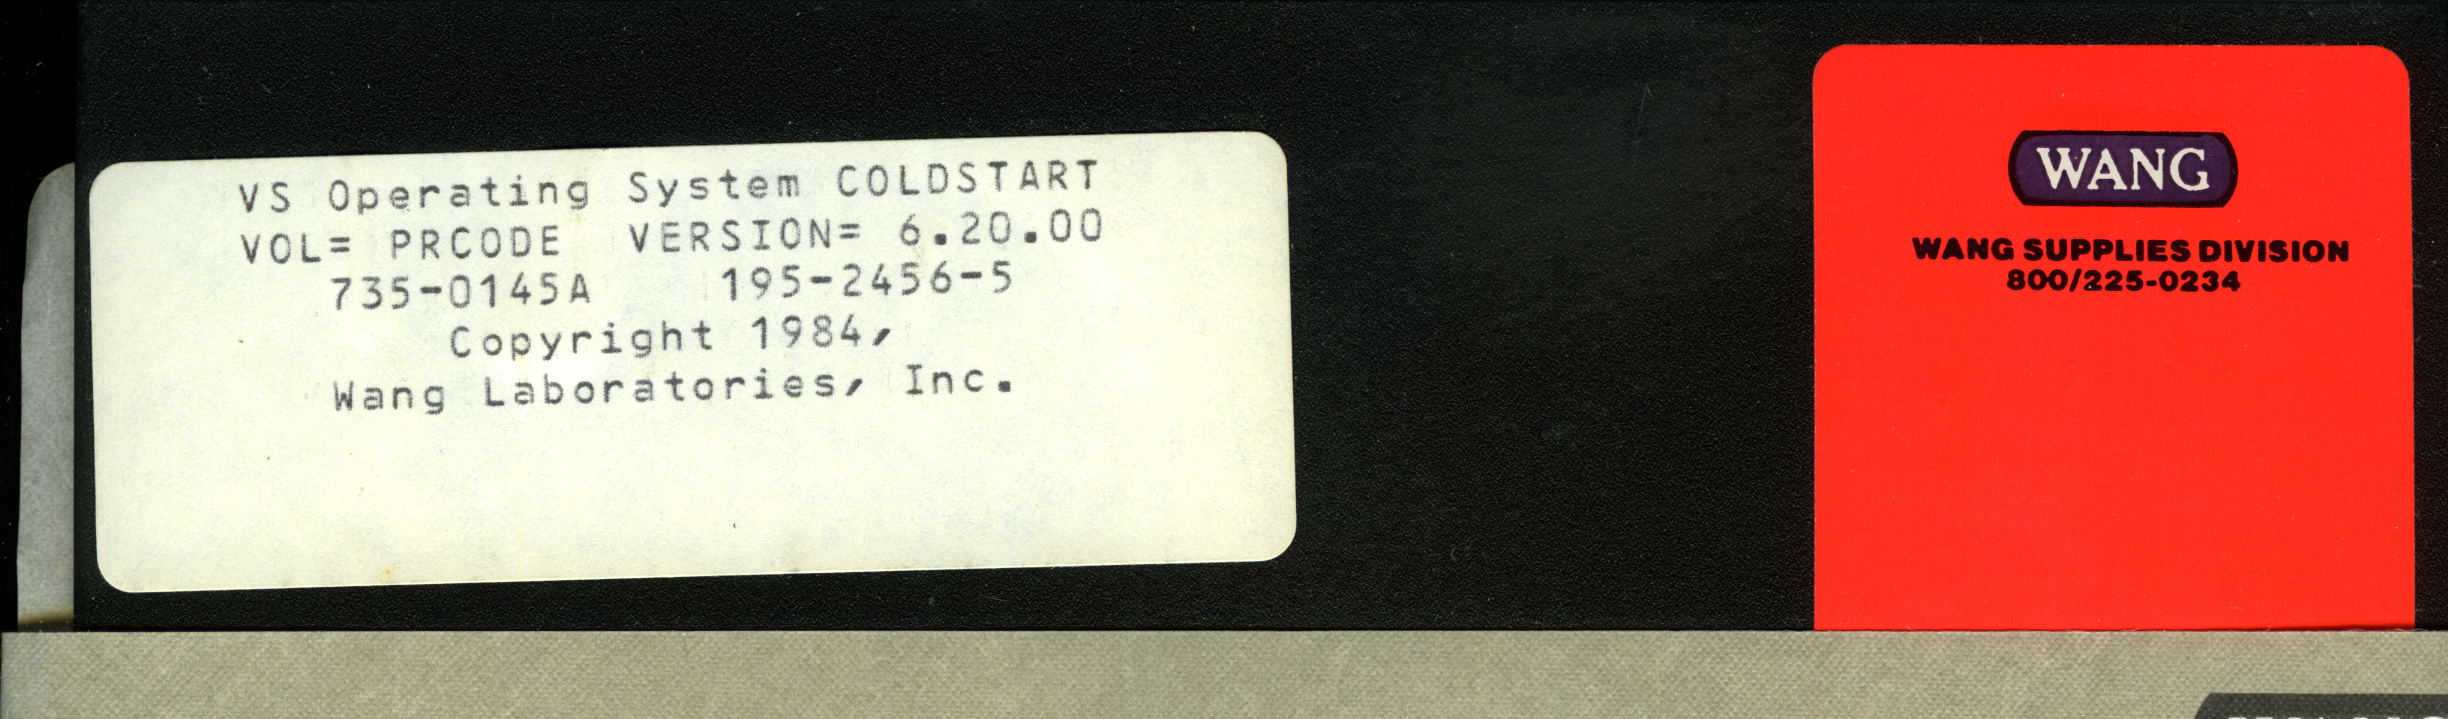 VS Operating System COLDSTART
VOL= PRCODE VERSION= 6.20.00
735-0145A 195-2456-5
Copyright 1984,
Wang Laboratories, Inc.
WANG
WANG SUPPLIES DIVISION
800/225-0234